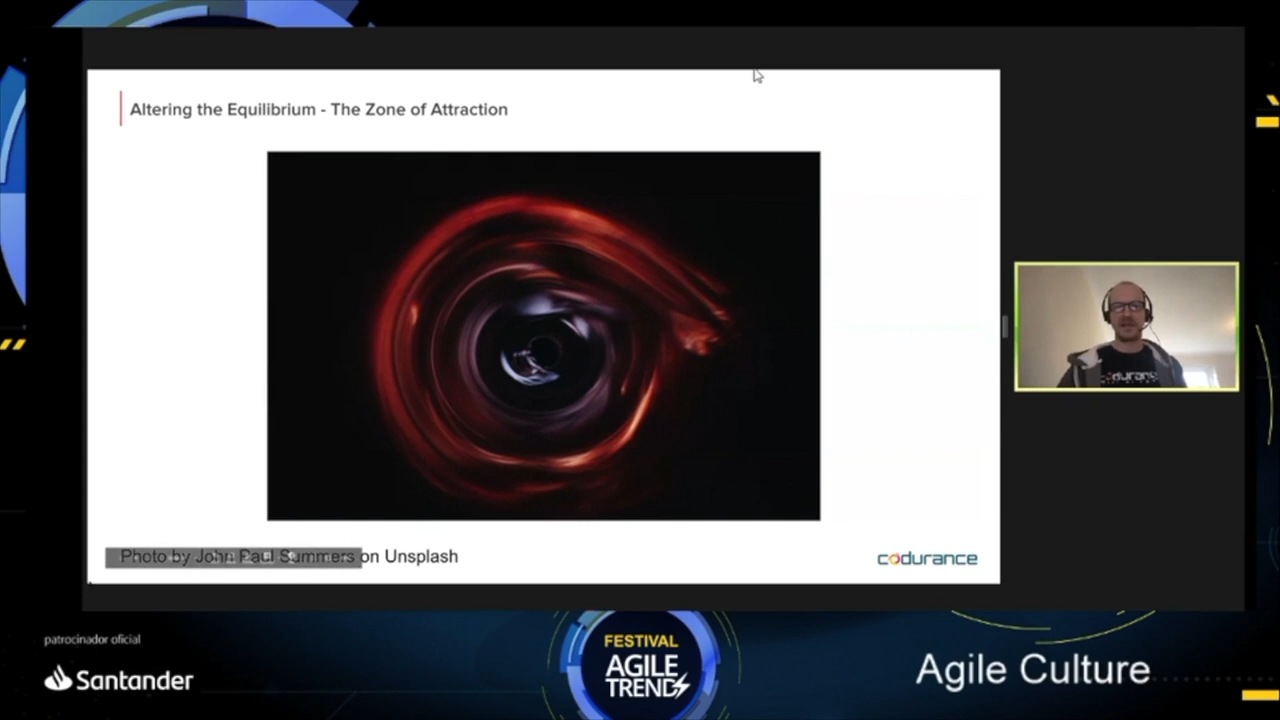 Altering the Equilibrium - The Zone of Attraction
Photo by John Paul Summers on Unsplash
codurance
patrocinador oficial
Santander
FESTIVAL
AGILE
TRENDS
Agile Culture